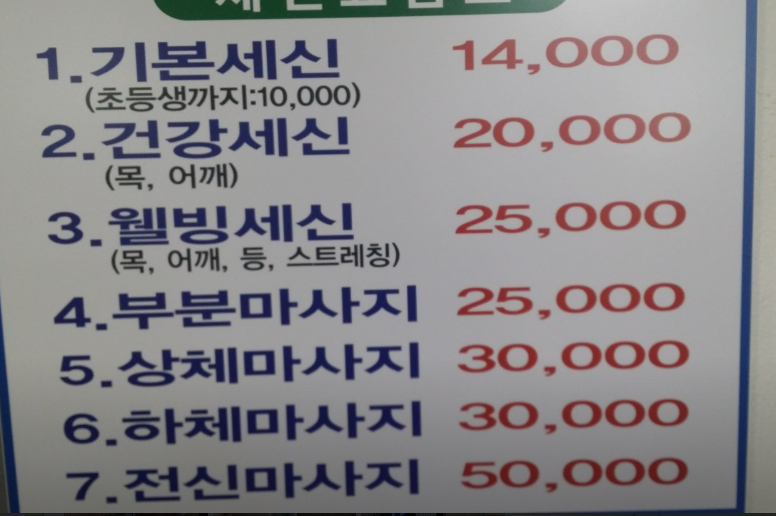 1.기본세신 14,000
(초등생까지:10,000)
2.건강세신 20,000
(목, 어깨)
3.웰빙세신 25,000
(목, 어깨, 등, 스트레칭)
4.부분마사지 25,000
5.상체마사지 30,000
6.하체마사지 30,000
7.전신마사지 50,000